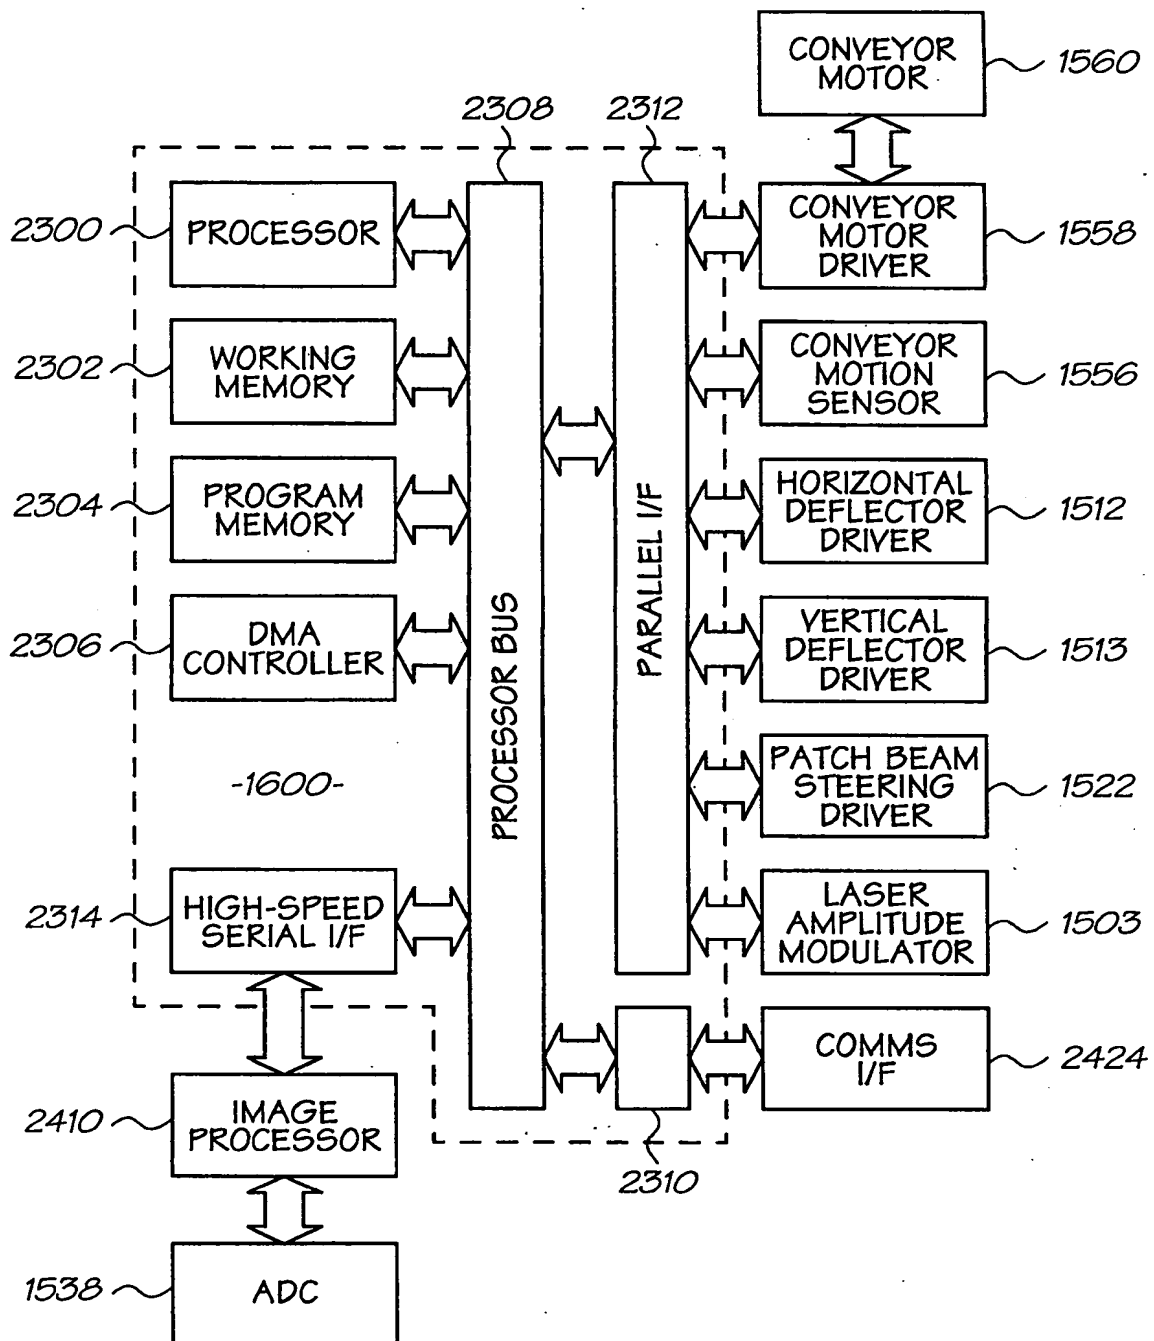 CONVEYOR
MOTOR
1560
2308
2312
2300
PROCESSOR
CONVEYOR
MOTOR
DRIVER
1558
2302
WORKING
MEMORY
CONVEYOR
MOTION
SENSOR
1556
2304
PROGRAM
MEMORY
HORIZONTAL
DEFLECTOR
DRIVER
1512
2306
DMA
CONTROLLER
PROCESSOR BUS
PARALLEL I/F
VERTICAL
DEFLECTOR
DRIVER
1513
-1600-
PATCH BEAM
STEERING
DRIVER
1522
2314
HIGH-SPEED
SERIAL I/F
LASER
AMPLITUDE
MODULATOR
1503
COMMS
I/F
2424
2410
IMAGE
PROCESSOR
2310
1538
ADC